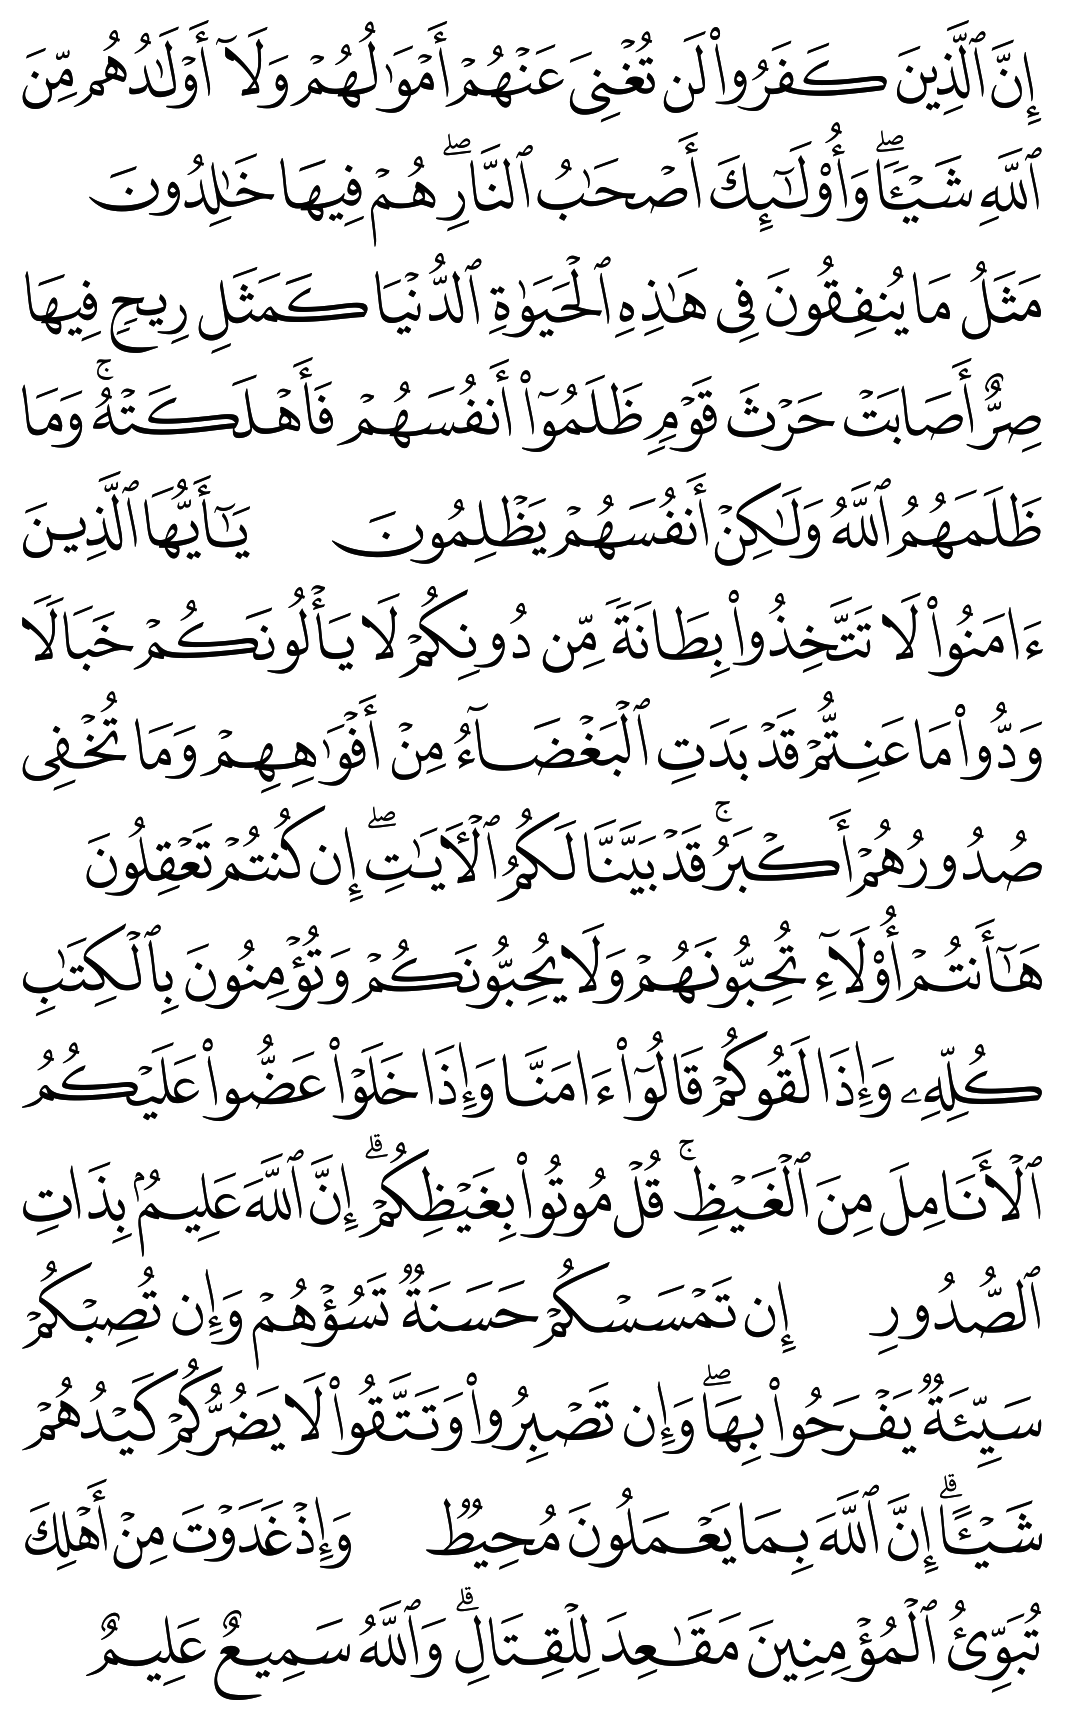 إِنَّ ٱلَّذِينَ كَفَرُوا۟ لَن تُغْنِىَ عَنْهُمْ أَمْوَٰلُهُمْ وَلَآ أَوْلَـٰدُهُم مِّنَ
ٱللَّهِ شَيْـًٔا ۖ وَأُو۟لَـٰٓئِكَ أَصْحَـٰبُ ٱلنَّارِ ۖ هُمْ فِيهَا خَـٰلِدُونَ
مَثَلُ مَا يُنفِقُونَ فِى هَـٰذِهِ ٱلْحَيَوٰةِ ٱلدُّنْيَا كَمَثَلِ رِيحٍ فِيهَا
صِرٌّ أَصَابَتْ حَرْثَ قَوْمٍ ظَلَمُوٓا۟ أَنفُسَهُمْ فَأَهْلَكَتْهُ ۚ وَمَا
ظَلَمَهُمُ ٱللَّهُ وَلَـٰكِنْ أَنفُسَهُمْ يَظْلِمُونَ يَـٰٓأَيُّهَا ٱلَّذِينَ
ءَامَنُوا۟ لَا تَتَّخِذُوا۟ بِطَانَةً مِّن دُونِكُمْ لَا يَأْلُونَكُمْ خَبَالًا
وَدُّوا۟ مَا عَنِتُّمْ قَدْ بَدَتِ ٱلْبَغْضَآءُ مِنْ أَفْوَٰهِهِمْ وَمَا تُخْفِى
صُدُورُهُمْ أَكْبَرُ ۚ قَدْ بَيَّنَّا لَكُمُ ٱلْـَٔايَـٰتِ ۖ إِن كُنتُمْ تَعْقِلُونَ
هَـٰٓأَنتُمْ أُو۟لَآءِ تُحِبُّونَهُمْ وَلَا يُحِبُّونَكُمْ وَتُؤْمِنُونَ بِٱلْكِتَـٰبِ
كُلِّهِۦ وَإِذَا لَقُوكُمْ قَالُوٓا۟ ءَامَنَّا وَإِذَا خَلَوْا۟ عَضُّوا۟ عَلَيْكُمُ
ٱلْأَنَامِلَ مِنَ ٱلْغَيْظِ ۚ قُلْ مُوتُوا۟ بِغَيْظِكُمْ ۗ إِنَّ ٱللَّهَ عَلِيمٌۢ بِذَاتِ
ٱلصُّدُورِ إِن تَمْسَسْكُمْ حَسَنَةٌ تَسُؤْهُمْ وَإِن تُصِبْكُمْ
سَيِّئَةٌ يَفْرَحُوا۟ بِهَا ۖ وَإِن تَصْبِرُوا۟ وَتَتَّقُوا۟ لَا يَضُرُّكُمْ كَيْدُهُمْ
شَيْـًٔا ۗ إِنَّ ٱللَّهَ بِمَا يَعْمَلُونَ مُحِيطٌ وَإِذْ غَدَوْتَ مِنْ أَهْلِكَ
تُبَوِّئُ ٱلْمُؤْمِنِينَ مَقَـٰعِدَ لِلْقِتَالِ ۗ وَٱللَّهُ سَمِيعٌ عَلِيمٌ